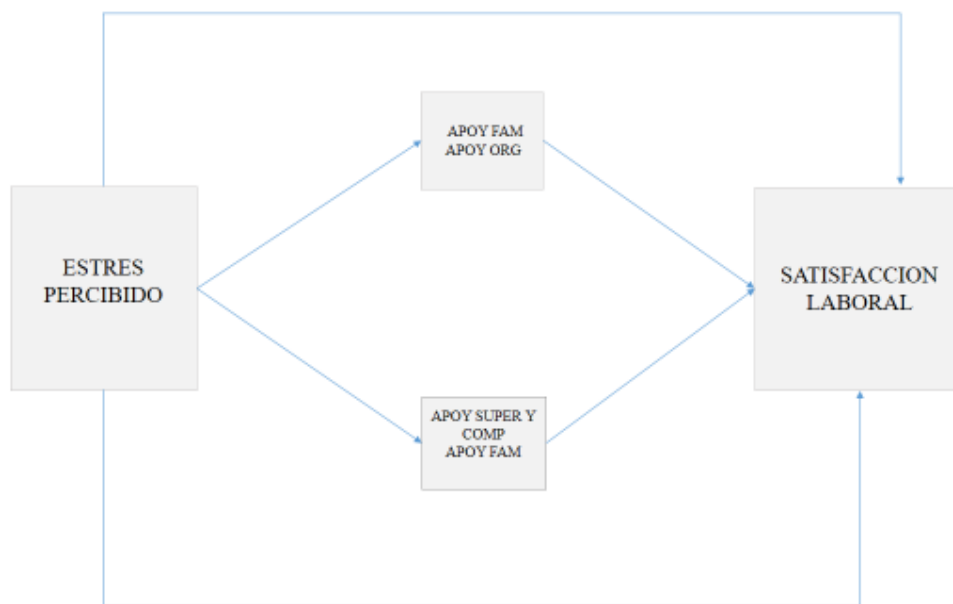 APOY FAM
APOY ORG
ESTRES
PERCIBIDO
SATISFACCION
LABORAL
APOY SUPER Y
COMP
APOY FAM